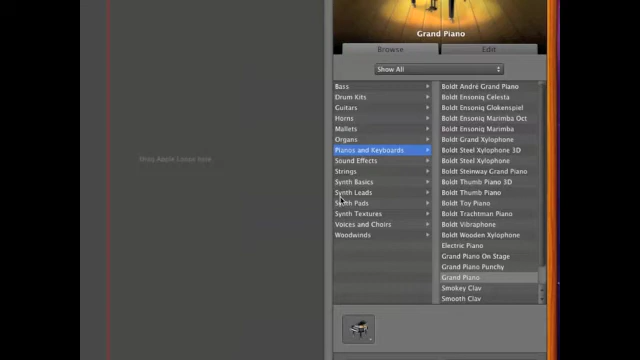 Grand Piano
Browse
Edit
Show All
Bass
Drum Kits
Guitars
Horns
Mallets
Organs
Pianos and Keyboards
Sound Effects
Strings
Synth Basics
Synth Leads
Synth Pads
Synth Textures
Voices and Choirs
Woodwinds
Boldt André Grand Piano
Boldt Ensoniq Celesta
Boldt Ensoniq Glokenspiel
Boldt Ensoniq Marimba Oct
Boldt Ensoniq Marimba
Boldt Grand Xylophone
Boldt Steel Xylophone 3D
Boldt Steel Xylophone
Boldt Steinway Grand Piano
Boldt Thumb Piano 3D
Boldt Thumb Piano
Boldt Toy Piano
Boldt Trachtman Piano
Boldt Vibraphone
Boldt Wooden Xylophone
Electric Piano
Grand Piano On Stage
Grand Piano Punchy
Grand Piano
Smokey Clav
Smooth Clav
Drag Apple Loops here.